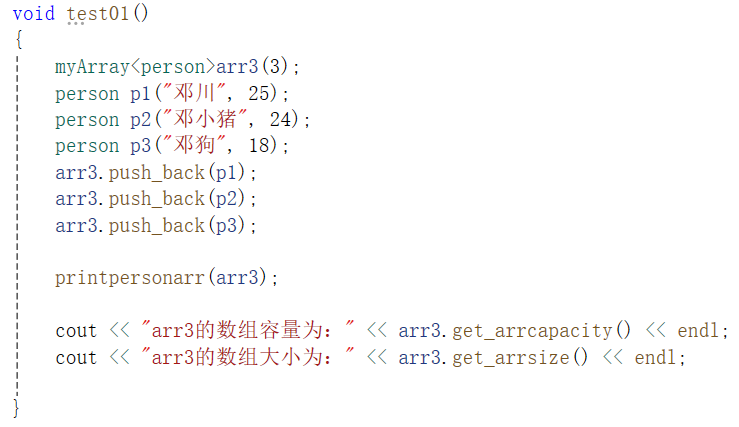 void test01()
{
myArray<person>arr3(3);
person p1("邓川", 25);
person p2("邓小猪", 24);
person p3("邓狗", 18);
arr3.push_back(p1);
arr3.push_back(p2);
arr3.push_back(p3);
printpersonarr(arr3);
cout << "arr3的数组容量为：" << arr3.get_arrcapacity() << endl;
cout << "arr3的数组大小为：" << arr3.get_arrsize() << endl;
}